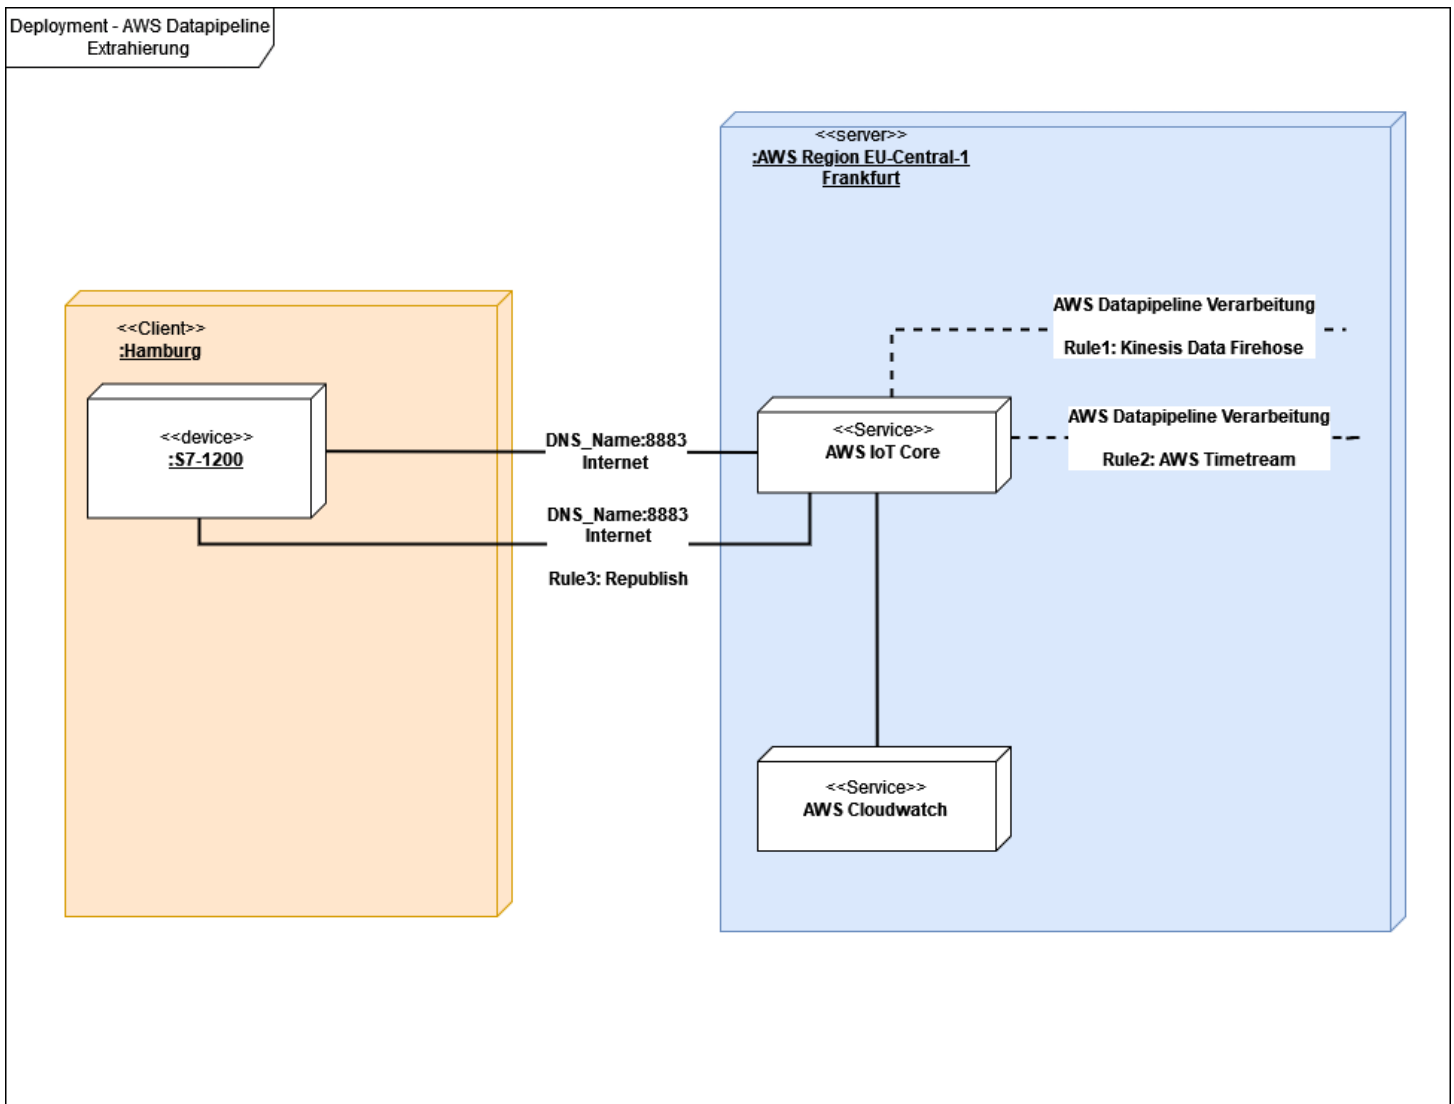 Deployment - AWS Datapipeline
Extrahierung
<<server>>
:AWS Region EU-Central-1
Frankfurt
<<Client>>
:Hamburg
<<device>>
:S7-1200
DNS_Name:8883
Internet
DNS_Name:8883
Internet
Rule3: Republish
<<Service>>
AWS IoT Core
AWS Datapipeline Verarbeitung
Rule1: Kinesis Data Firehose
AWS Datapipeline Verarbeitung
Rule2: AWS Timetream
<<Service>>
AWS Cloudwatch